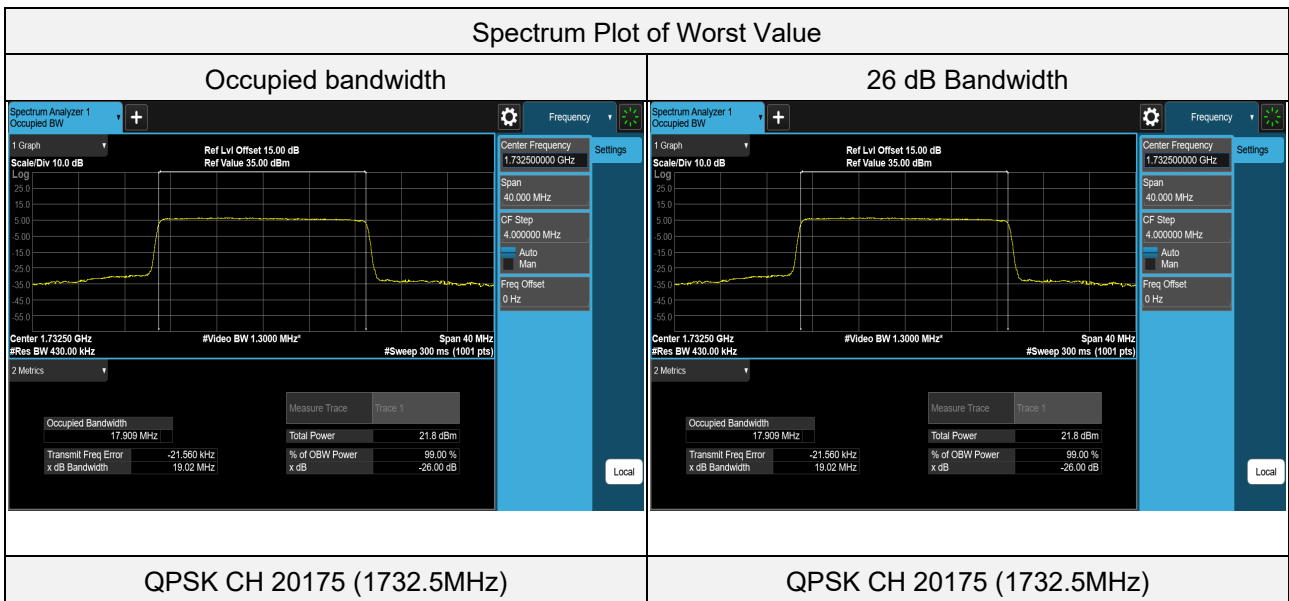 Spectrum Plot of Worst Value
Occupied bandwidth
26 dB Bandwidth
Spectrum Analyzer 1
Occupied BW
+
Frequency
1 Graph
Scale/Div 10.0 dB
Ref Lvl Offset 15.00 dB
Ref Value 35.00 dBm
Log
25.0
15.0
5.00
-5.00
-15.0
-25.0
-35.0
-45.0
-55.0
Center 1.73250 GHz
#Video BW 1.3000 MHz*
Span 40 MHz
#Res BW 430.00 kHz
#Sweep 300 ms (1001 pts)
Center Frequency
1.732500000 GHz
Settings
Span
40.000 MHz
CF Step
4.000000 MHz
Auto
Man
Freq Offset
0 Hz
Local
2 Metrics
Measure Trace Trace 1
Occupied Bandwidth
17.909 MHz
Total Power 21.8 dBm
Transmit Freq Error -21.560 kHz
% of OBW Power 99.00 %
x dB Bandwidth 19.02 MHz
x dB -26.00 dB
Spectrum Analyzer 1
Occupied BW
+
Frequency
1 Graph
Scale/Div 10.0 dB
Ref Lvl Offset 15.00 dB
Ref Value 35.00 dBm
Log
25.0
15.0
5.00
-5.00
-15.0
-25.0
-35.0
-45.0
-55.0
Center 1.73250 GHz
#Video BW 1.3000 MHz*
Span 40 MHz
#Res BW 430.00 kHz
#Sweep 300 ms (1001 pts)
Center Frequency
1.732500000 GHz
Settings
Span
40.000 MHz
CF Step
4.000000 MHz
Auto
Man
Freq Offset
0 Hz
Local
2 Metrics
Measure Trace Trace 1
Occupied Bandwidth
17.909 MHz
Total Power 21.8 dBm
Transmit Freq Error -21.560 kHz
% of OBW Power 99.00 %
x dB Bandwidth 19.02 MHz
x dB -26.00 dB
QPSK CH 20175 (1732.5MHz)
QPSK CH 20175 (1732.5MHz)